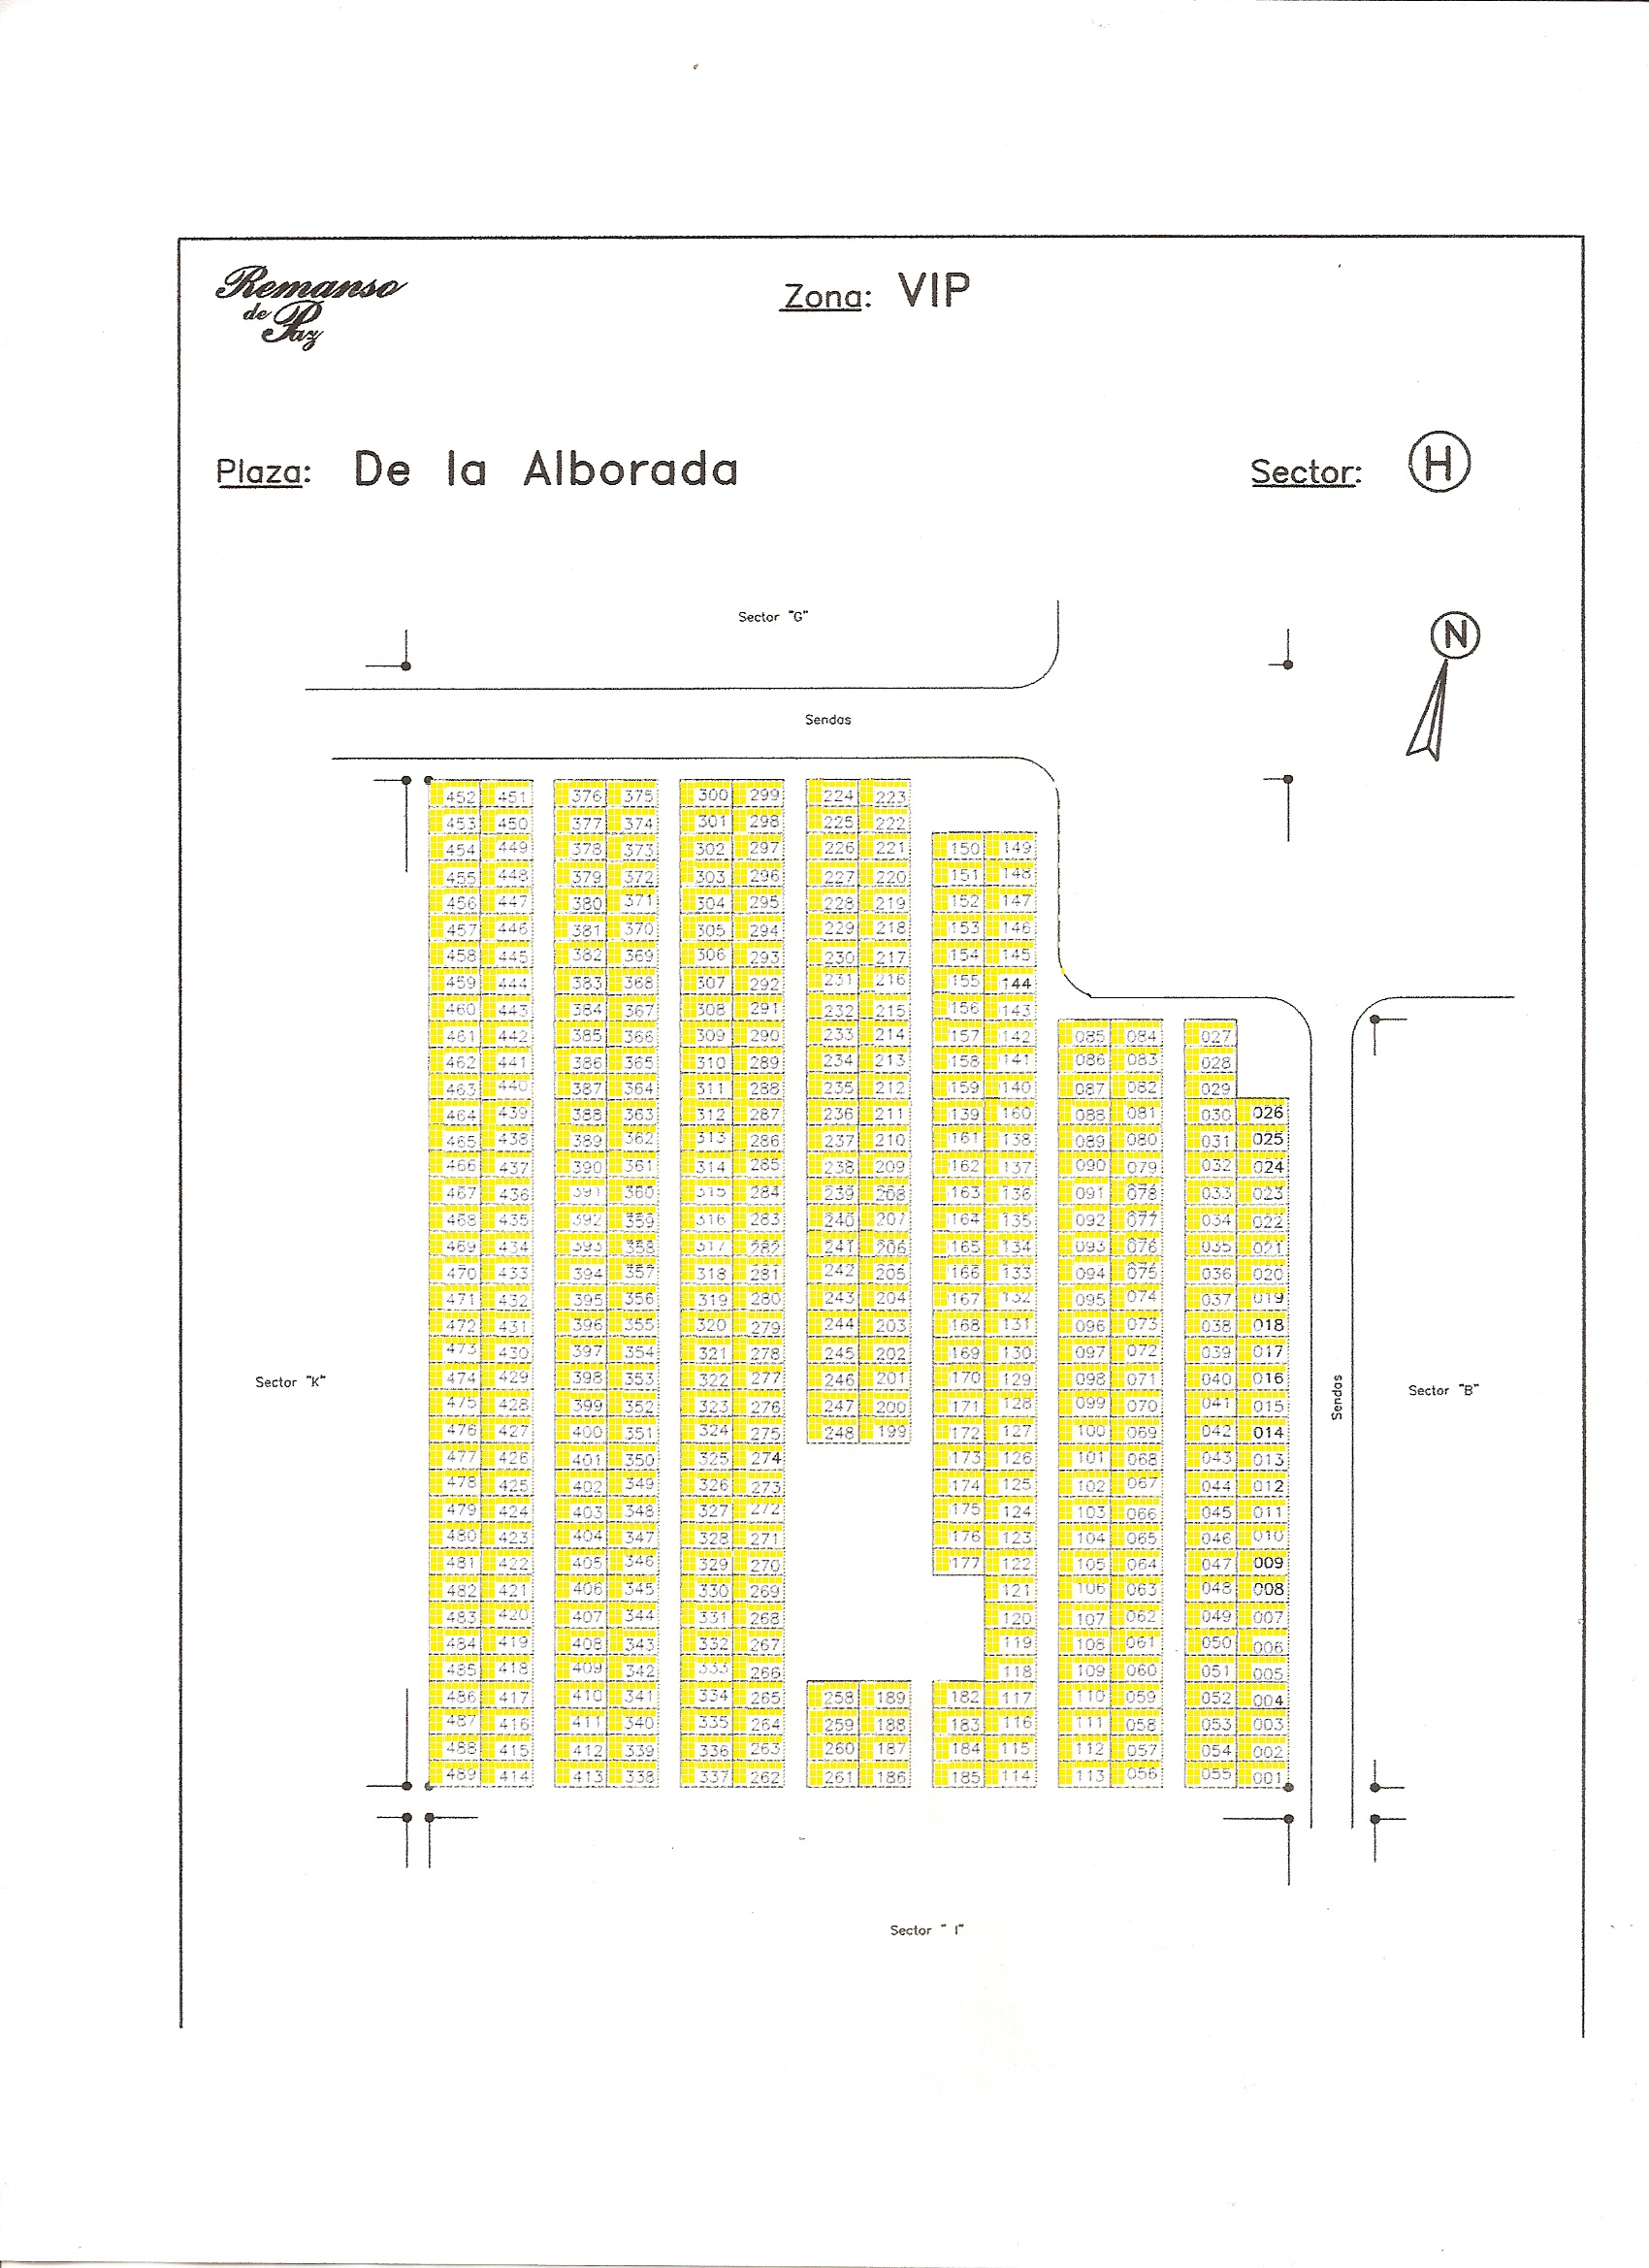 Remanso
de Paz
Zona: VIP
Plaza: De la Alborada
Sector: H
Sector "G"
N
Sendas
452 451 376 375 300 299 224 223
453 450 377 374 301 298 225 222
454 449 378 373 302 297 226 221 150 149
455 448 379 372 303 296 227 220 151 148
456 447 380 371 304 295 228 219 152 147
457 446 381 370 305 294 229 218 153 146
458 445 382 369 306 293 230 217 154 145
459 444 383 368 307 292 231 216 155 144
460 443 384 367 308 291 232 215 156 143
461 442 385 366 309 290 233 214 157 142 085 084 027
462 441 386 365 310 289 234 213 158 141 086 083 028
463 440 387 364 311 288 235 212 159 140 087 082 029
464 439 388 363 312 287 236 211 139 160 088 081 030 026
465 438 389 362 313 286 237 210 161 138 089 080 031 025
466 437 390 361 314 285 238 209 162 137 090 079 032 024
467 436 391 360 315 284 239 208 163 136 091 078 033 023
468 435 392 359 316 283 240 207 164 135 092 077 034 022
469 434 393 358 317 282 241 206 165 134 093 076 035 021
470 433 394 357 318 281 242 205 166 133 094 075 036 020
471 432 395 356 319 280 243 204 167 132 095 074 037 019
472 431 396 355 320 279 244 203 168 131 096 073 038 018
473 430 397 354 321 278 245 202 169 130 097 072 039 017
474 429 398 353 322 277 246 201 170 129 098 071 040 016
475 428 399 352 323 276 247 200 171 128 099 070 041 015
476 427 400 351 324 275 248 199 172 127 100 069 042 014
477 426 401 350 325 274 173 126 101 068 043 013
478 425 402 349 326 273 174 125 102 067 044 012
479 424 403 348 327 272 175 124 103 066 045 011
480 423 404 347 328 271 176 123 104 065 046 010
481 422 405 346 329 270 177 122 105 064 047 009
482 421 406 345 330 269 121 106 063 048 008
483 420 407 344 331 268 120 107 062 049 007
484 419 408 343 332 267 119 108 061 050 006
485 418 409 342 333 266 118 109 060 051 005
486 417 410 341 334 265 258 189 182 117 110 059 052 004
487 416 411 340 335 264 259 188 183 116 111 058 053 003
488 415 412 339 336 263 260 187 184 115 112 057 054 002
489 414 413 338 337 262 261 186 185 114 113 056 055 001
Sector "K"
Sendas
Sector "B"
Sector " I"